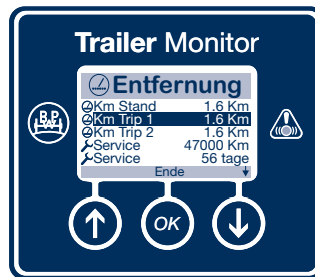 Trailer Monitor
Entfernung
Km Stand 1.6 Km
Km Trip 1 1.6 Km
Km Trip 2 1.6 Km
Service 47000 Km
Service 56 tage
Ende
BPW
OK